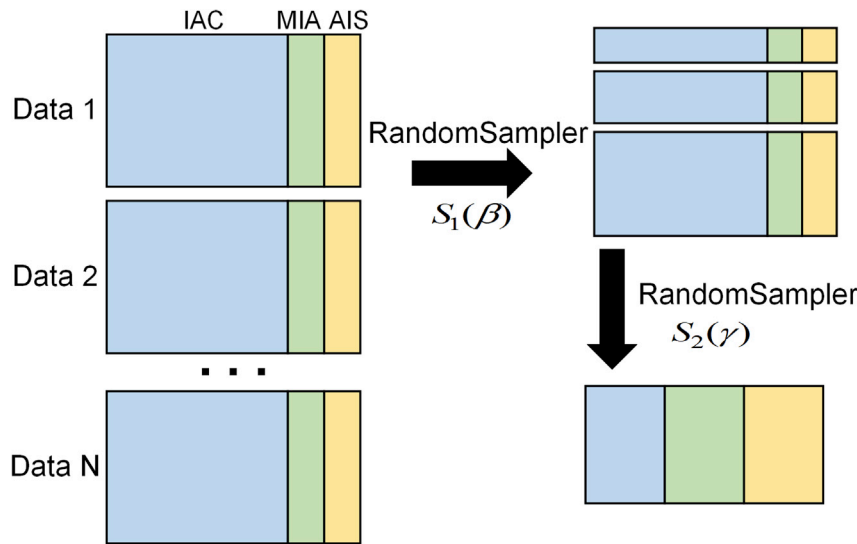 IAC MIA AIS
Data 1
RandomSampler
S₁(β)
Data 2
RandomSampler
S₂(γ)
. . .
Data N